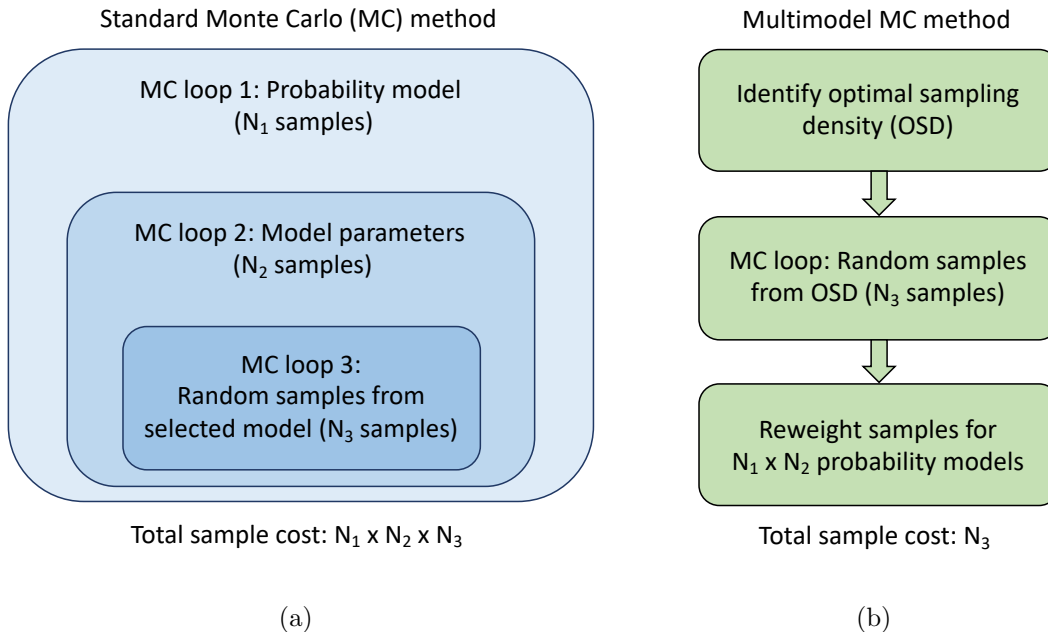 Standard Monte Carlo (MC) method
MC loop 1: Probability model
(N₁ samples)
MC loop 2: Model parameters
(N₂ samples)
MC loop 3:
Random samples from
selected model (N₃ samples)
Total sample cost: N₁ x N₂ x N₃
(a)
Multimodel MC method
Identify optimal sampling
density (OSD)
MC loop: Random samples
from OSD (N₃ samples)
Reweight samples for
N₁ x N₂ probability models
Total sample cost: N₃
(b)